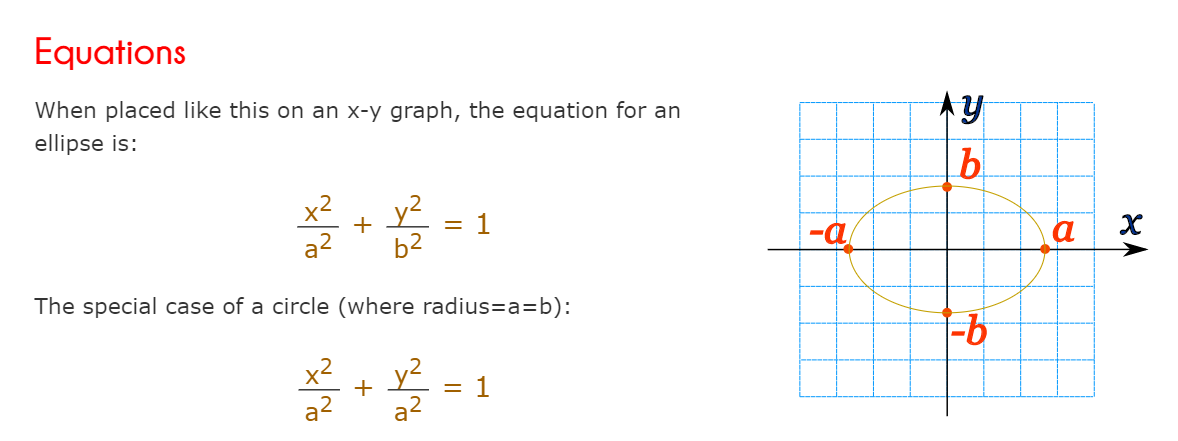 Equations
When placed like this on an x-y graph, the equation for an
ellipse is:
x²/a² + y²/b² = 1
The special case of a circle (where radius=a=b):
x²/a² + y²/a² = 1
y
b
-a
a
x
-b